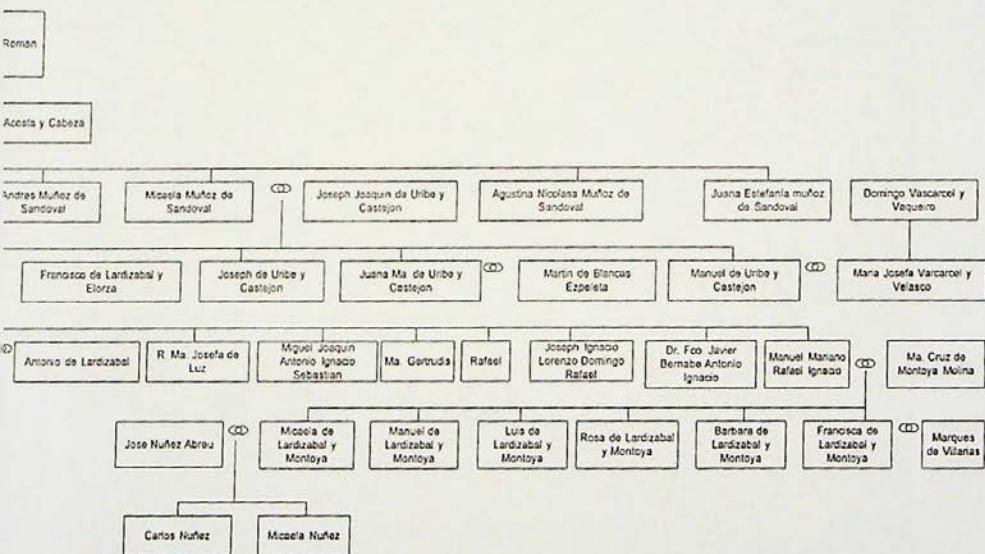 Roman
Acosta y Cabeza
Andres Muñoz de
Sandoval
Micaela Muñoz de
Sandoval
Joseph Joaquin de Uribe y
Castejon
Agustina Nicolasa Muñoz de
Sandoval
Juana Estefanía muñoz
de Sandoval
Domingo Vascarcel y
Vaqueiro
Francisco de Lardizabal y
Elorza
Joseph de Uribe y
Castejon
Juana Ma. de Uribe y
Castejon
Martin de Blancas
Ezpeleta
Manuel de Uribe y
Castejon
Maria Josefa Varcarcel y
Velasco
Antonio de Lardizabal
R. Ma. Josefa de
Luz
Miguel Joaquin
Antonio Ignacio
Sebastian
Ma. Gertrudis
Rafael
Joseph Ignacio
Lorenzo Domingo
Rafael
Dr. Fco. Javier
Bernabe Antonio
Ignacio
Manuel Mariano
Rafael Ignacio
Ma. Cruz de
Montoya Molina
Jose Nuñez Abreu
Micaela de
Lardizabal y
Montoya
Manuel de
Lardizabal y
Montoya
Luis de
Lardizabal y
Montoya
Rosa de Lardizabal
y Montoya
Barbara de
Lardizabal y
Montoya
Francisca de
Lardizabal y
Montoya
Marques
de Villarias
Carlos Nuñez
Micaela Nuñez